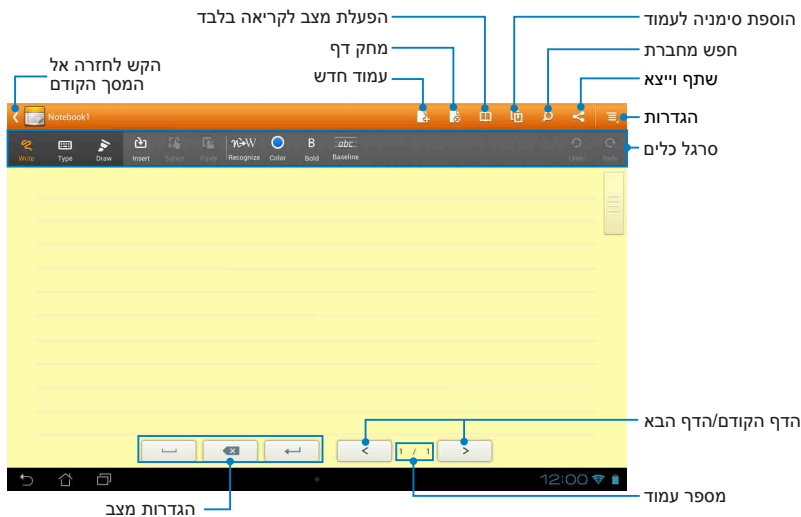 הפעלת מצב לקריאה בלבד
הוספת סימניה לעמוד
מחק דף
חפש מחברת
הקש לחזרה אל
המסך הקודם
עמוד חדש
שתף וייצא
הגדרות
Notebook1
סרגל כלים
Write Type Draw Insert Select Paste Recognize Color Bold Baseline Undo Redo
n→W B abc
הדף הקודם/הדף הבא
< 1 / 1 >
12:00
מספר עמוד
הגדרות מצב